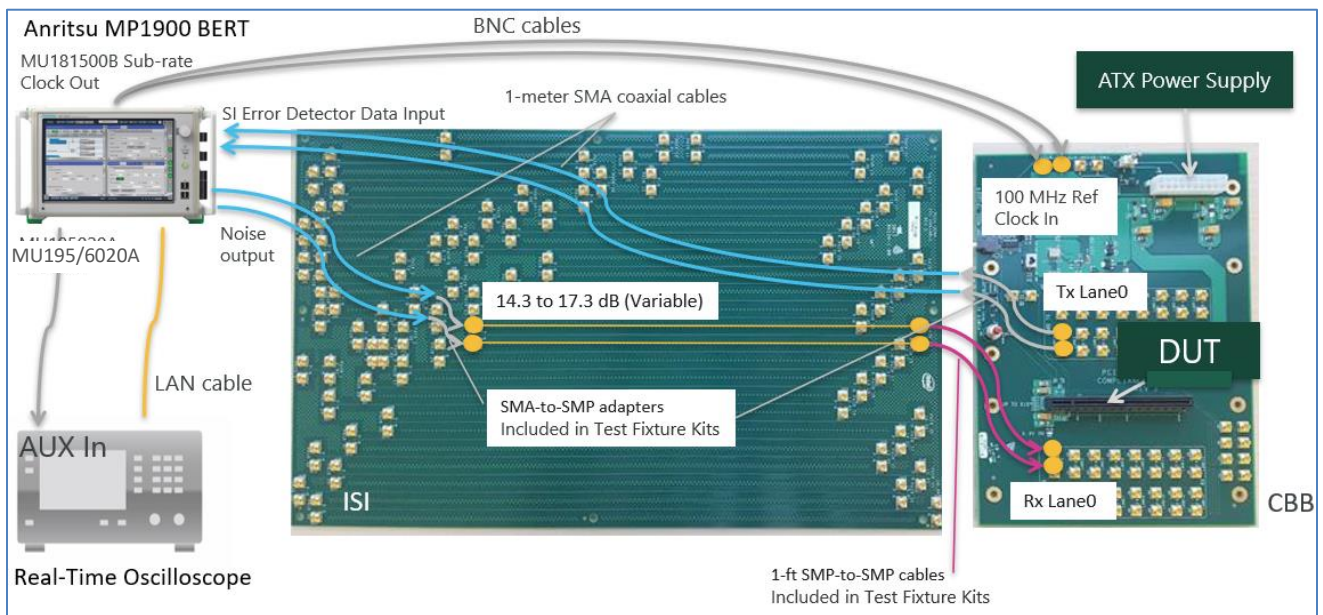 Anritsu MP1900 BERT
MU181500B Sub-rate
Clock Out
BNC cables
ATX Power Supply
SI Error Detector Data Input
1-meter SMA coaxial cables
100 MHz Ref
Clock In
Noise
output
MU195/6020A
14.3 to 17.3 dB (Variable)
Tx Lane0
DUT
LAN cable
SMA-to-SMP adapters
Included in Test Fixture Kits
AUX In
ISI
Rx Lane0
CBB
Real-Time Oscilloscope
1-ft SMP-to-SMP cables
Included in Test Fixture Kits